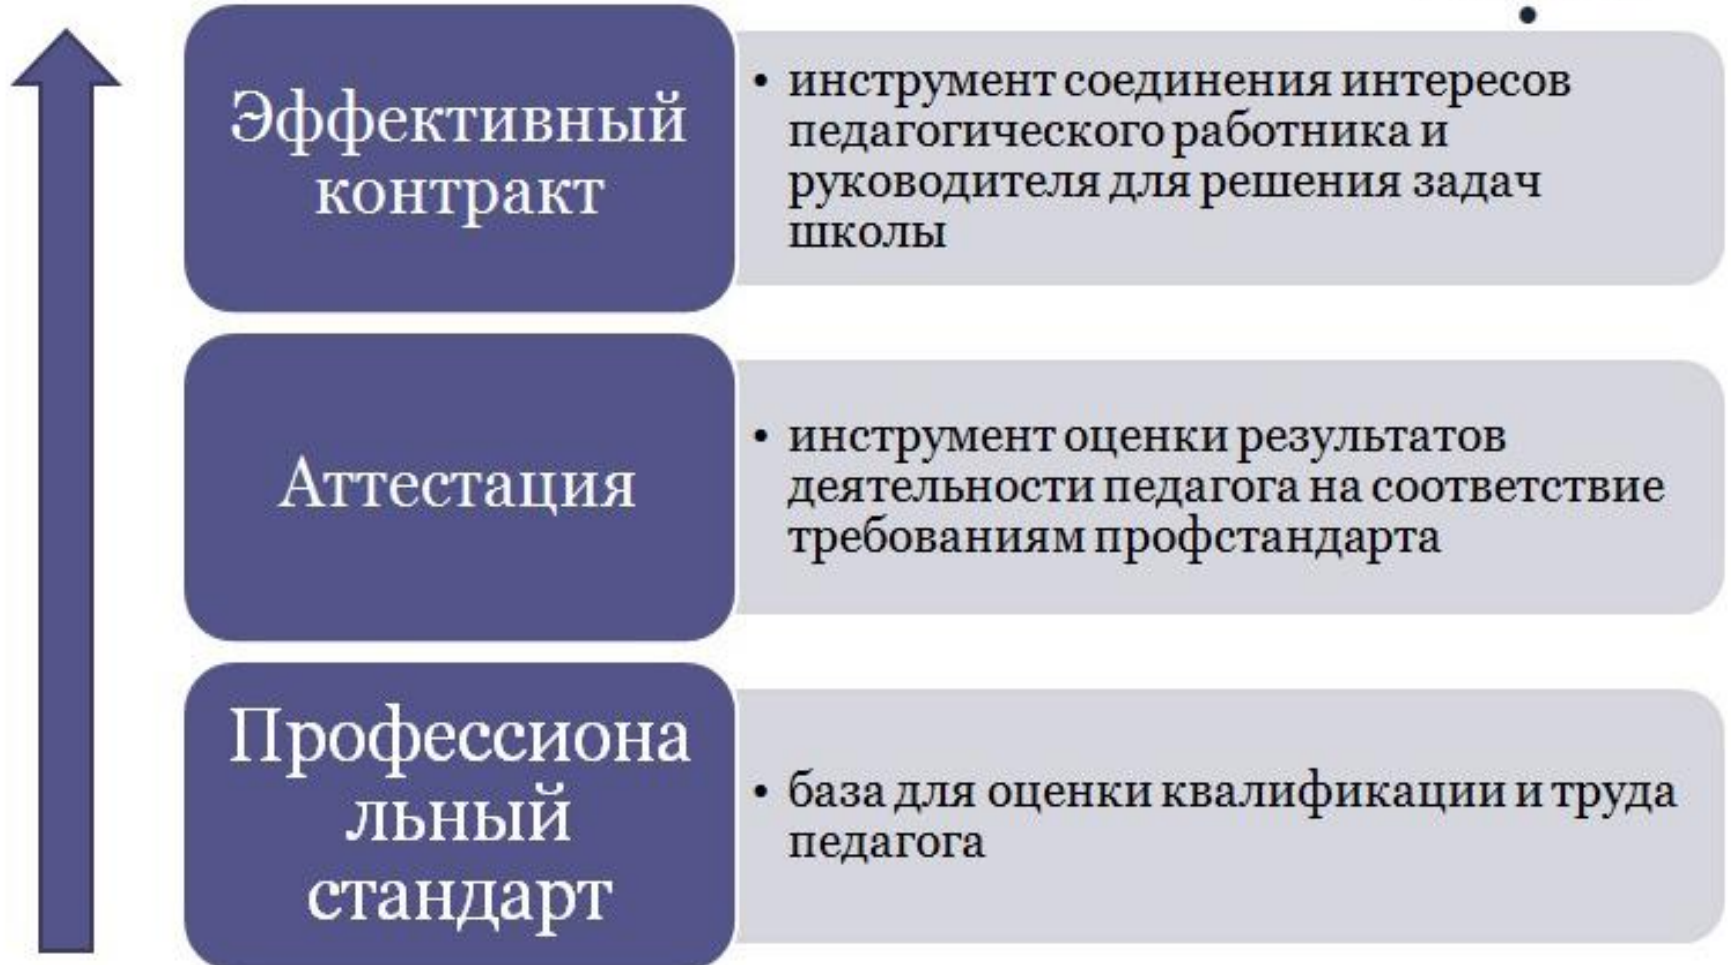 Эффективный
контракт
• инструмент соединения интересов
педагогического работника и
руководителя для решения задач
школы
Аттестация
• инструмент оценки результатов
деятельности педагога на соответствие
требованиям профстандарта
Профессиона
льный
стандарт
• база для оценки квалификации и труда
педагога